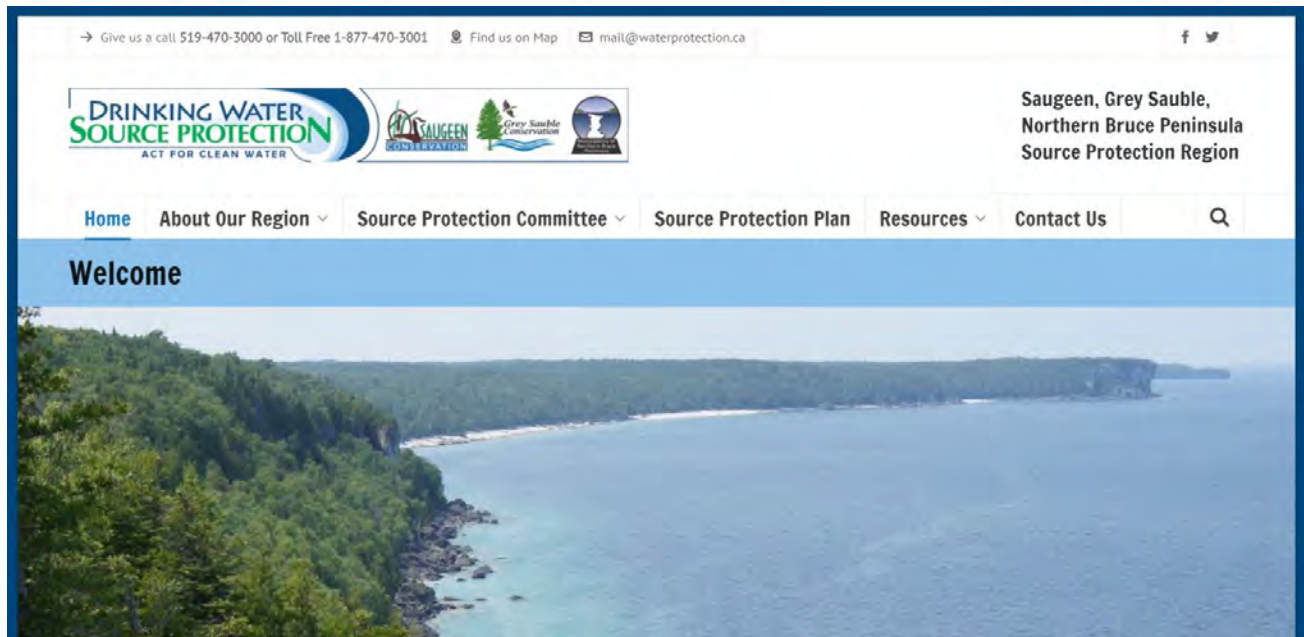 Give us a call 519-470-3000 or Toll Free 1-877-470-3001 Find us on Map mail@waterprotection.ca
DRINKING WATER
SOURCE PROTECTION
ACT FOR CLEAN WATER
SAUGEEN
CONSERVATION
Grey Sauble
Conservation
Saugeen, Grey Sauble,
Northern Bruce Peninsula
Source Protection Region
Home About Our Region Source Protection Committee Source Protection Plan Resources Contact Us
Welcome